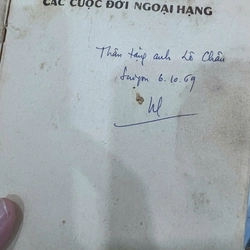 CÁC CUỘC ĐỜI NGOẠI HẠNG
Thân tặng anh Lê Châu
Saigon 6.10.69